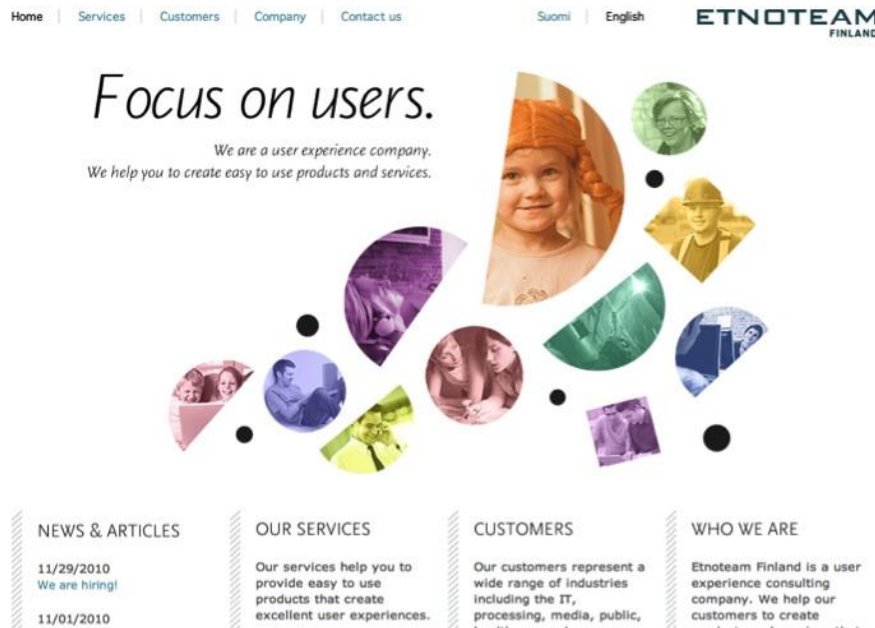 Home Services Customers Company Contact us Suomi English ETNOTEAM
FINLAND
Focus on users.
We are a user experience company.
We help you to create easy to use products and services.
NEWS & ARTICLES
11/29/2010
We are hiring!
11/01/2010
OUR SERVICES
Our services help you to
provide easy to use
products that create
excellent user experiences.
CUSTOMERS
Our customers represent a
wide range of industries
including the IT,
processing, media, public,
WHO WE ARE
Etnoteam Finland is a user
experience consulting
company. We help our
customers to create